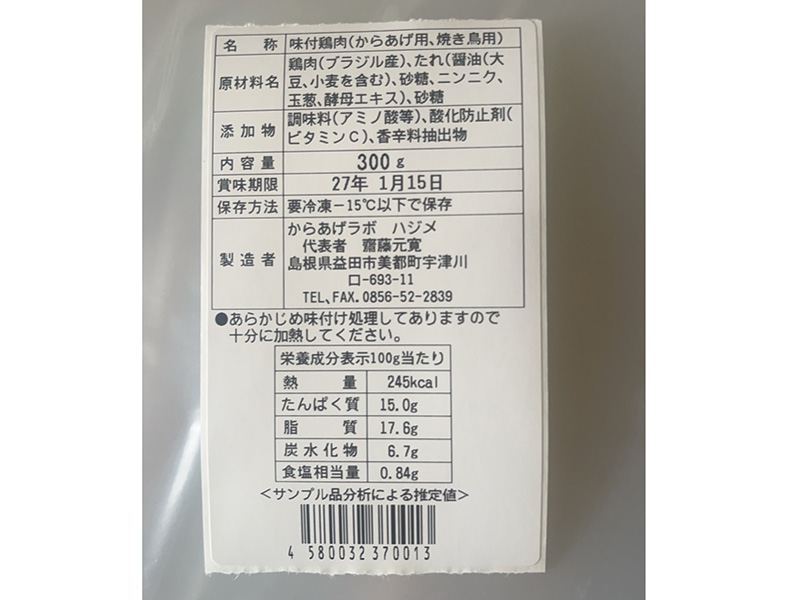 名称 味付鶏肉(からあげ用、焼き鳥用)
原材料名 鶏肉(ブラジル産)、たれ(醤油(大
豆、小麦を含む)、砂糖、ニンニク、
玉葱、酵母エキス)、砂糖
添加物 調味料(アミノ酸等)、酸化防止剤(
ビタミンC)、香辛料抽出物
内容量 300g
賞味期限 27年 1月15日
保存方法 要冷凍-15℃以下で保存
製造者 からあげラボ ハジメ
代表者 齋藤元寛
島根県益田市美都町宇津川
口-693-11
TEL、FAX.0856-52-2839
●あらかじめ味付け処理してありますので
十分に加熱してください。
栄養成分表示100g当たり
熱量 245kcal
たんぱく質 15.0g
脂質 17.6g
炭水化物 6.7g
食塩相当量 0.84g
<サンプル品分析による推定値>
4 580032 370013